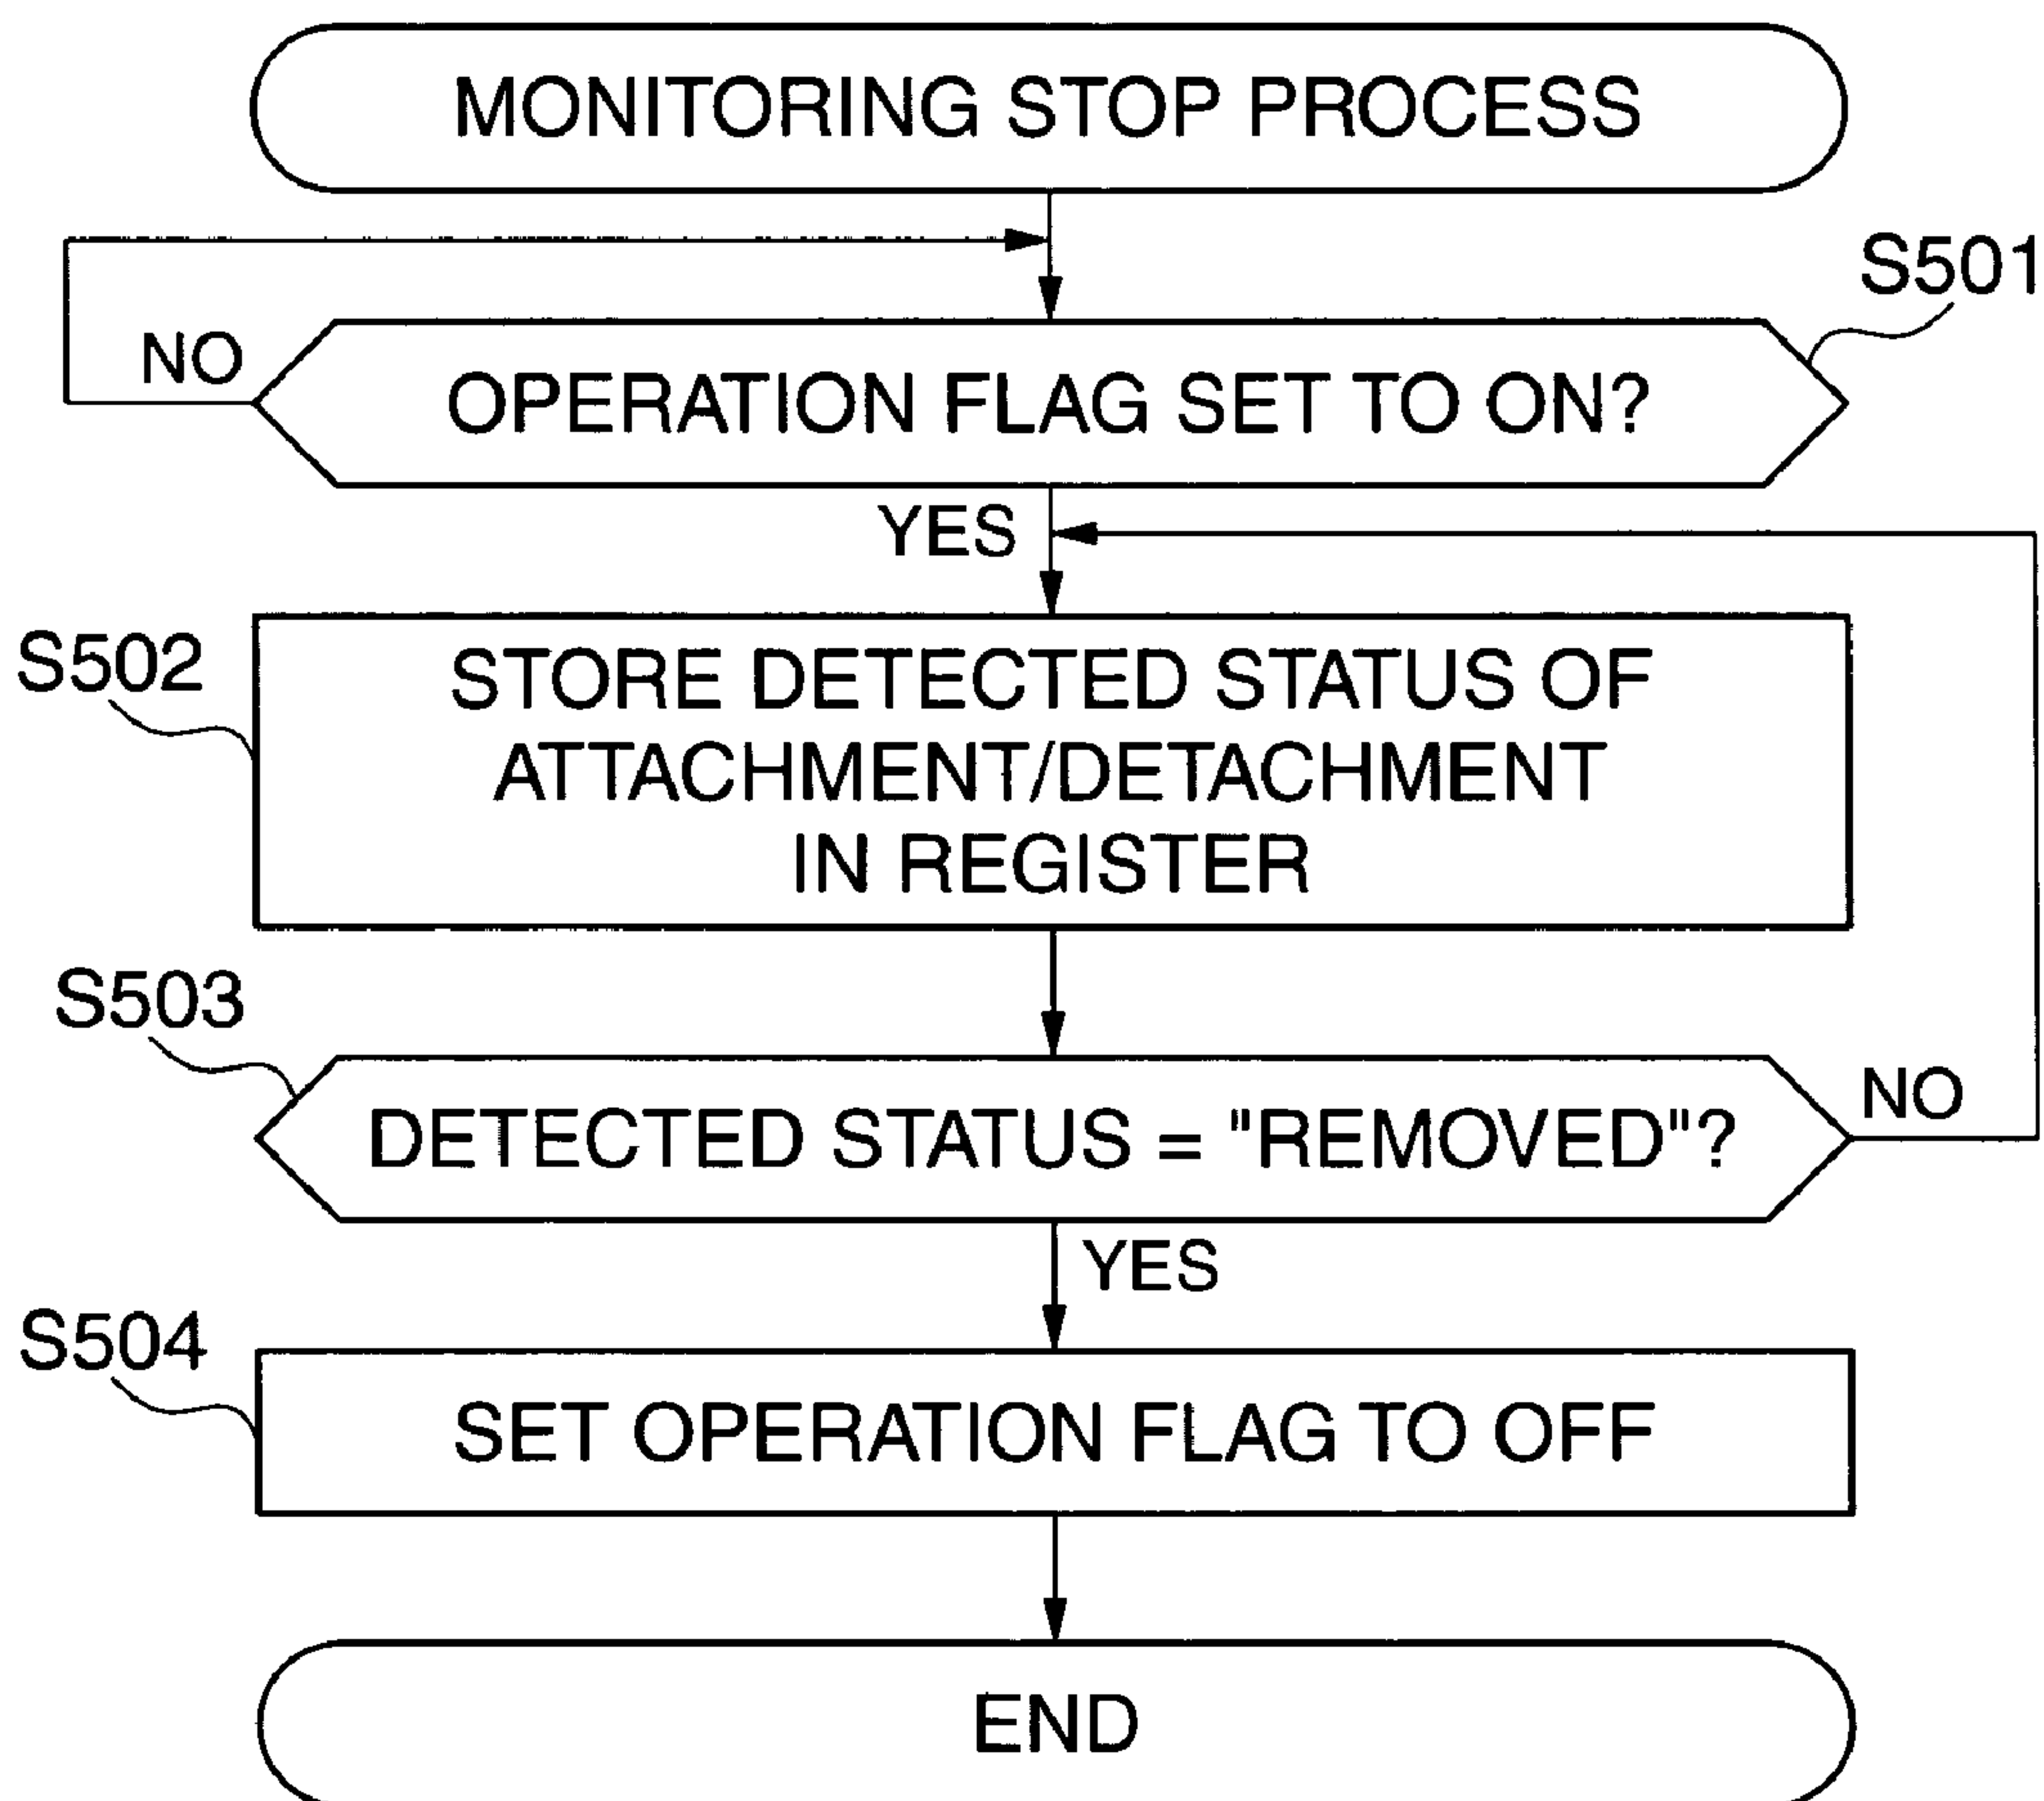 MONITORING STOP PROCESS
S501
NO
OPERATION FLAG SET TO ON?
YES
S502
STORE DETECTED STATUS OF
ATTACHMENT/DETACHMENT
IN REGISTER
S503
DETECTED STATUS = "REMOVED"?
NO
YES
S504
SET OPERATION FLAG TO OFF
END